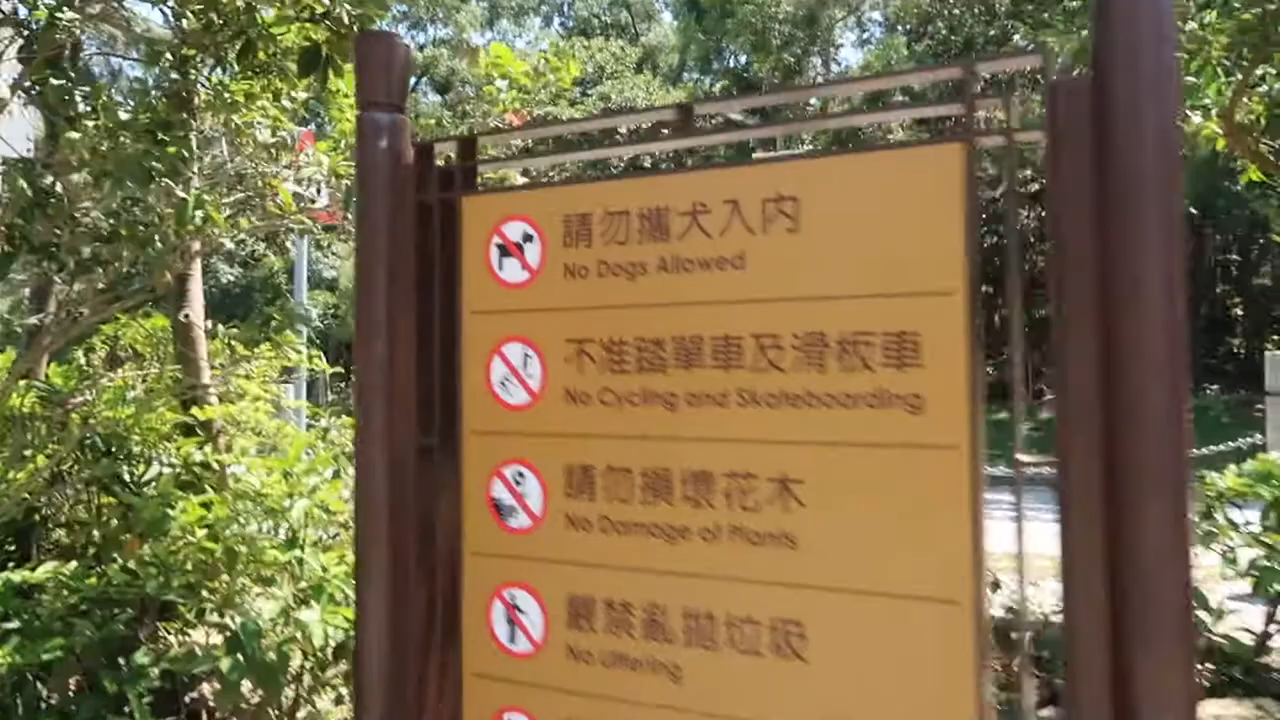 請勿攜犬入內
No Dogs Allowed
不准踏單車及滑板車
No Cycling and Skateboarding
請勿損壞花木
No Damage of Plants
嚴禁亂拋垃圾
No Littering